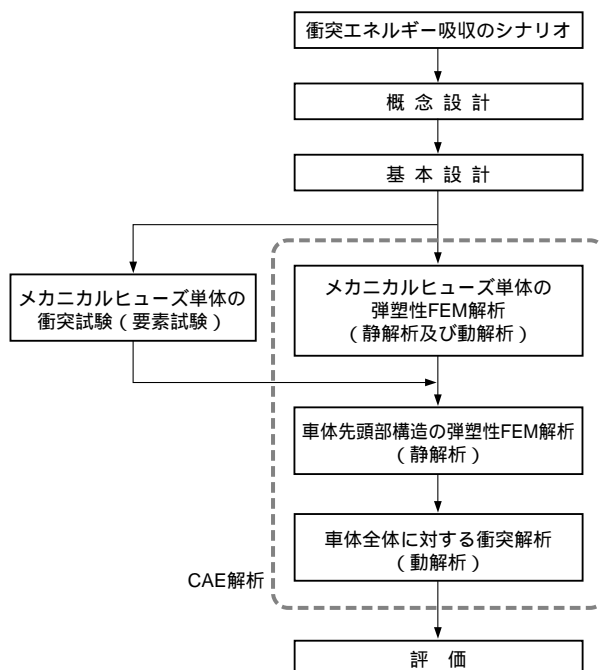 衝突エネルギー吸収のシナリオ
概 念 設 計
基 本 設 計
メカニカルヒューズ単体の
衝突試験（要素試験）
メカニカルヒューズ単体の
弾塑性FEM解析
（静解析及び動解析）
車体先頭部構造の弾塑性FEM解析
（静解析）
車体全体に対する衝突解析
（動解析）
CAE解析
評　価